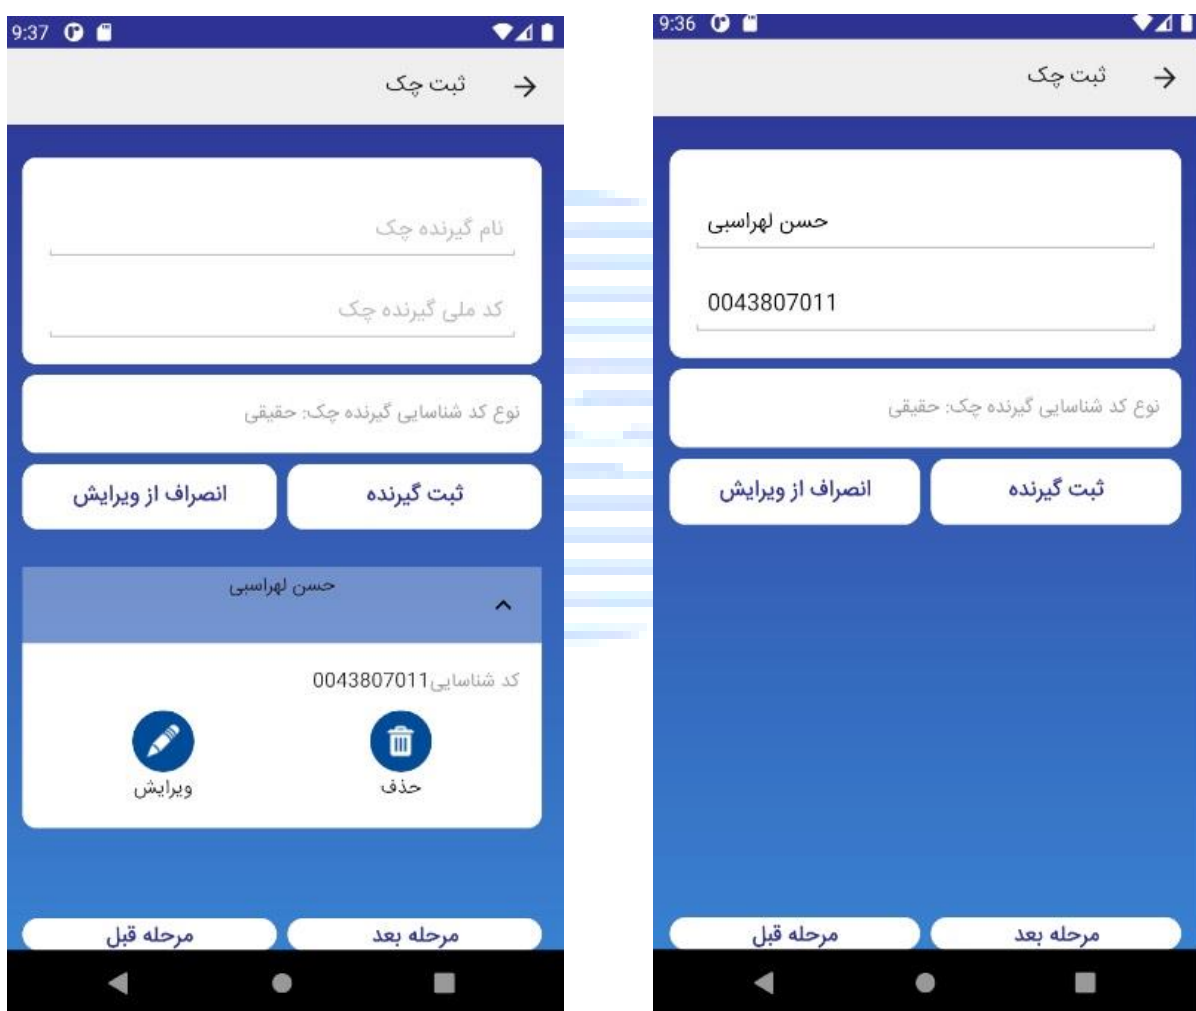 9:36
ثبت چک
حسن لهراسبی
0043807011
نوع کد شناسایی گیرنده چک: حقیقی
ثبت گیرنده
انصراف از ویرایش
مرحله بعد
مرحله قبل
9:37
ثبت چک
نام گیرنده چک
کد ملی گیرنده چک
نوع کد شناسایی گیرنده چک: حقیقی
ثبت گیرنده
انصراف از ویرایش
حسن لهراسبی
کد شناسایی0043807011
حذف
ویرایش
مرحله بعد
مرحله قبل